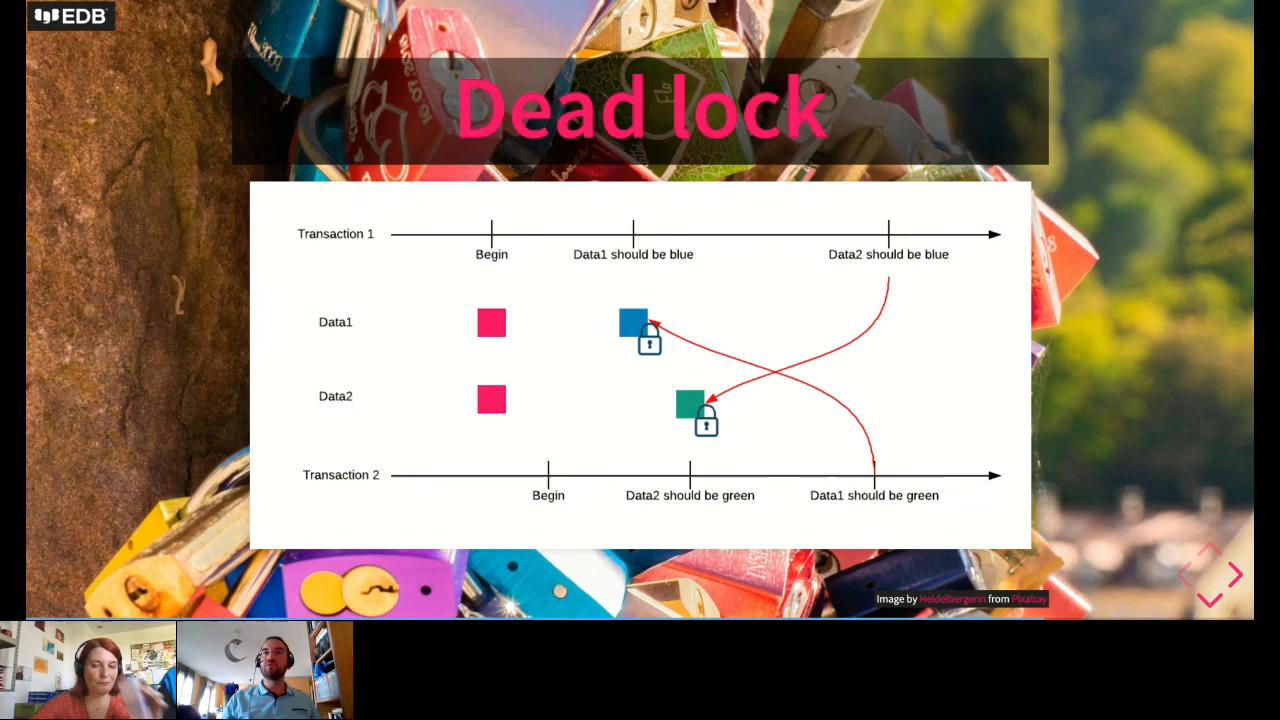 EDB
Dead lock
Transaction 1
Begin
Data1 should be blue
Data2 should be blue
Data1
Data2
Transaction 2
Begin
Data2 should be green
Data1 should be green
Image by Heidelbergerin from Pixabay
Flo